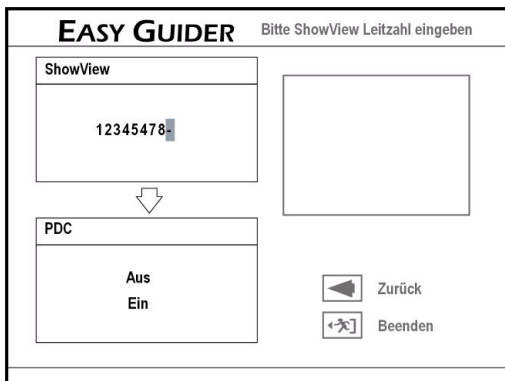 EASY GUIDER
Bitte ShowView Leitzahl eingeben
ShowView
12345478-
PDC
Aus
Ein
Zurück
Beenden